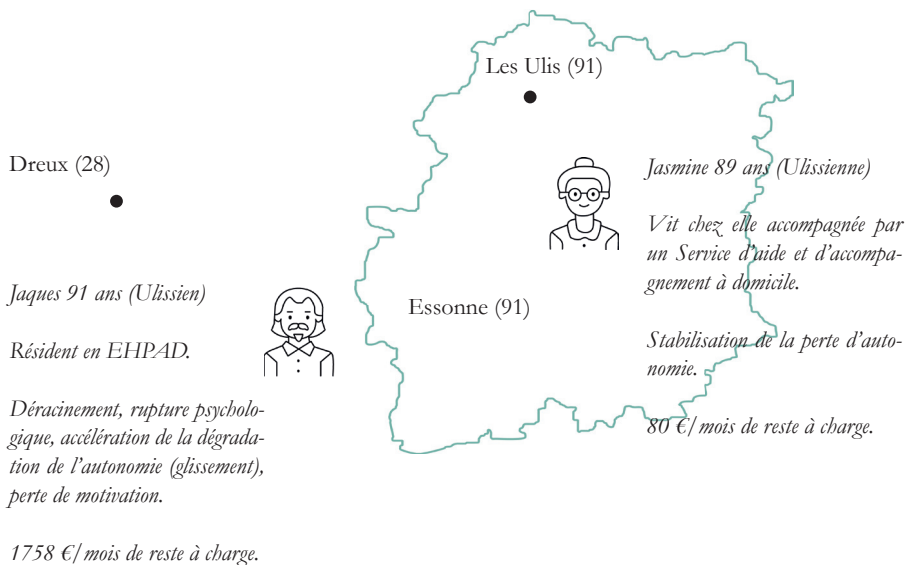 Les Ulis (91)
Dreux (28)
Jasmine 89 ans (Ulissienne)
Vit chez elle accompagnée par
un Service d'aide et d'accompa-
gnement à domicile.
Stabilisation de la perte d'auto-
nomie.
80 €/mois de reste à charge.
Essonne (91)
Jaques 91 ans (Ulissien)
Résident en EHPAD.
Déracinement, rupture psycholo-
gique, accélération de la dégrada-
tion de l'autonomie (glissement),
perte de motivation.
1758 €/mois de reste à charge.